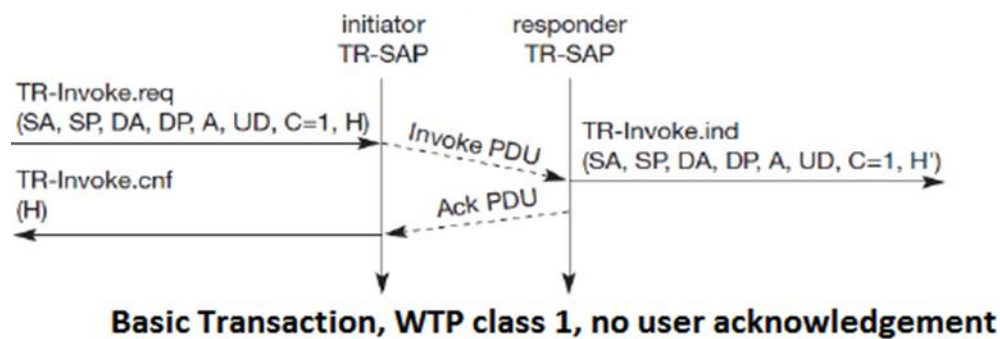 initiator
TR-SAP
responder
TR-SAP
TR-Invoke.req
(SA, SP, DA, DP, A, UD, C=1, H)
Invoke PDU
TR-Invoke.ind
(SA, SP, DA, DP, A, UD, C=1, H')
TR-Invoke.cnf
(H)
Ack PDU
Basic Transaction, WTP class 1, no user acknowledgement